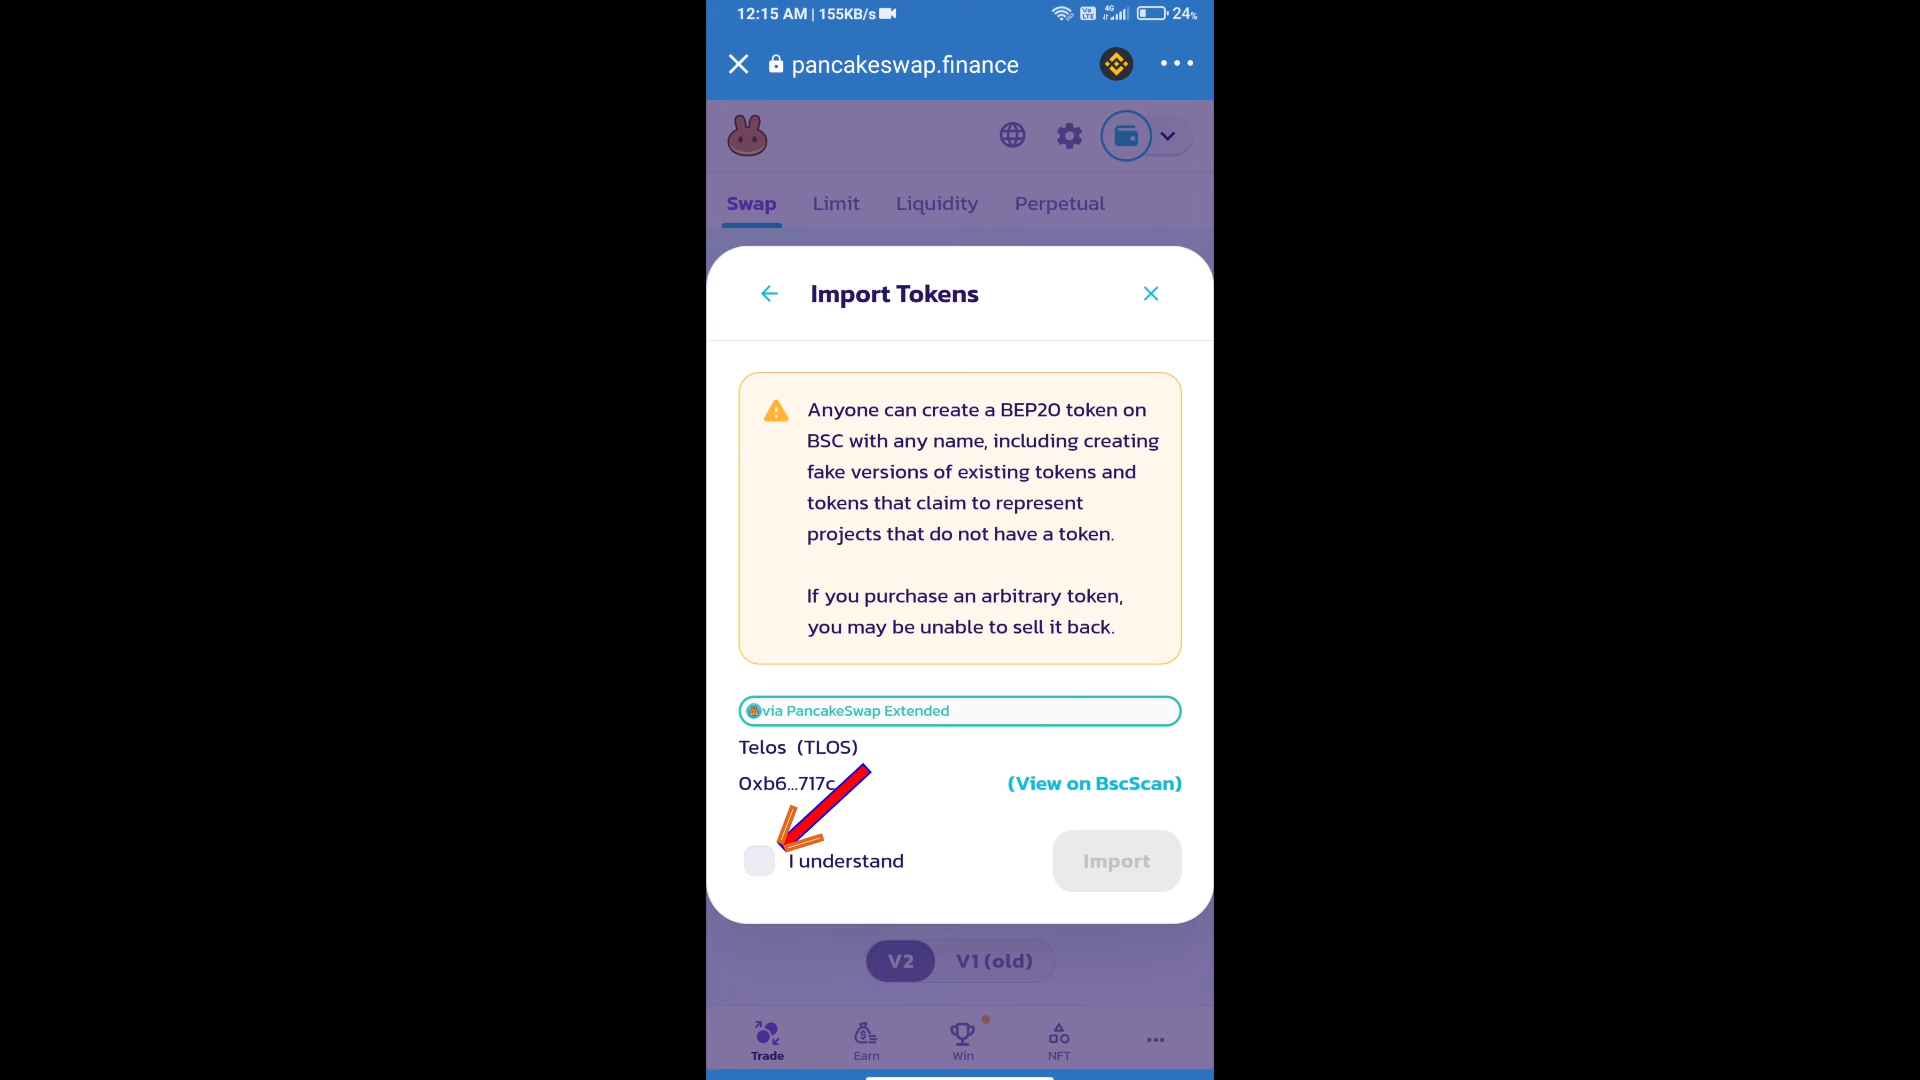 12:15 AM | 155KB/s
Vo LTE 4G 24%
pancakeswap.finance
Swap Limit Liquidity Perpetual
Import Tokens
Anyone can create a BEP20 token on
BSC with any name, including creating
fake versions of existing tokens and
tokens that claim to represent
projects that do not have a token.
If you purchase an arbitrary token,
you may be unable to sell it back.
via PancakeSwap Extended
Telos (TLOS)
0xb6...717c (View on BscScan)
I understand Import
V2 V1 (old)
Trade Earn Win NFT